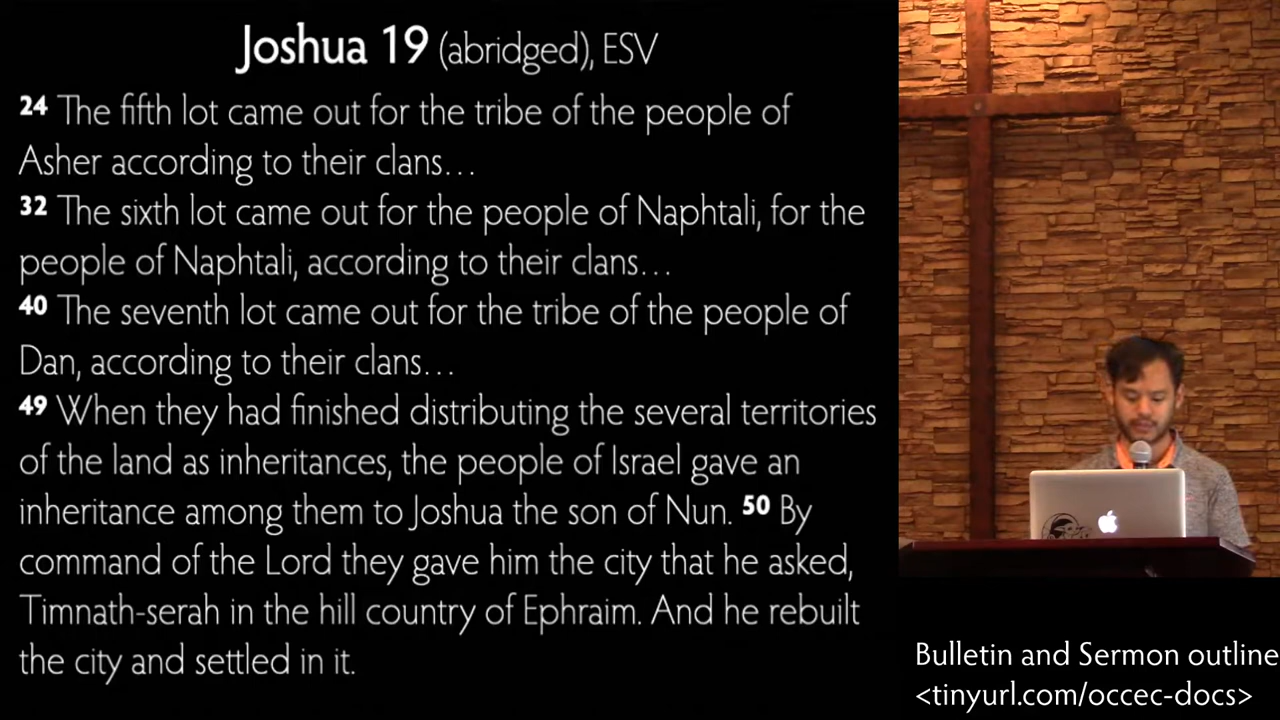 Joshua 19 (abridged), ESV
24 The fifth lot came out for the tribe of the people of
Asher according to their clans…
32 The sixth lot came out for the people of Naphtali, for the
people of Naphtali, according to their clans…
40 The seventh lot came out for the tribe of the people of
Dan, according to their clans…
49 When they had finished distributing the several territories
of the land as inheritances, the people of Israel gave an
inheritance among them to Joshua the son of Nun. 50 By
command of the Lord they gave him the city that he asked,
Timnath-serah in the hill country of Ephraim. And he rebuilt
the city and settled in it.
Bulletin and Sermon outline
<tinyurl.com/occec-docs>